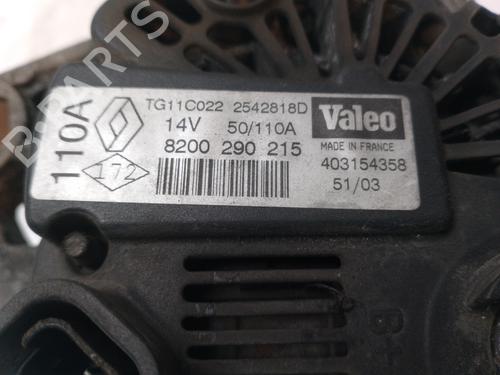 110A
172
TG11C022 2542818D
14V 50/110A
8200 290 215
Valeo
MADE IN FRANCE
403154358
51/03
B-PARTS